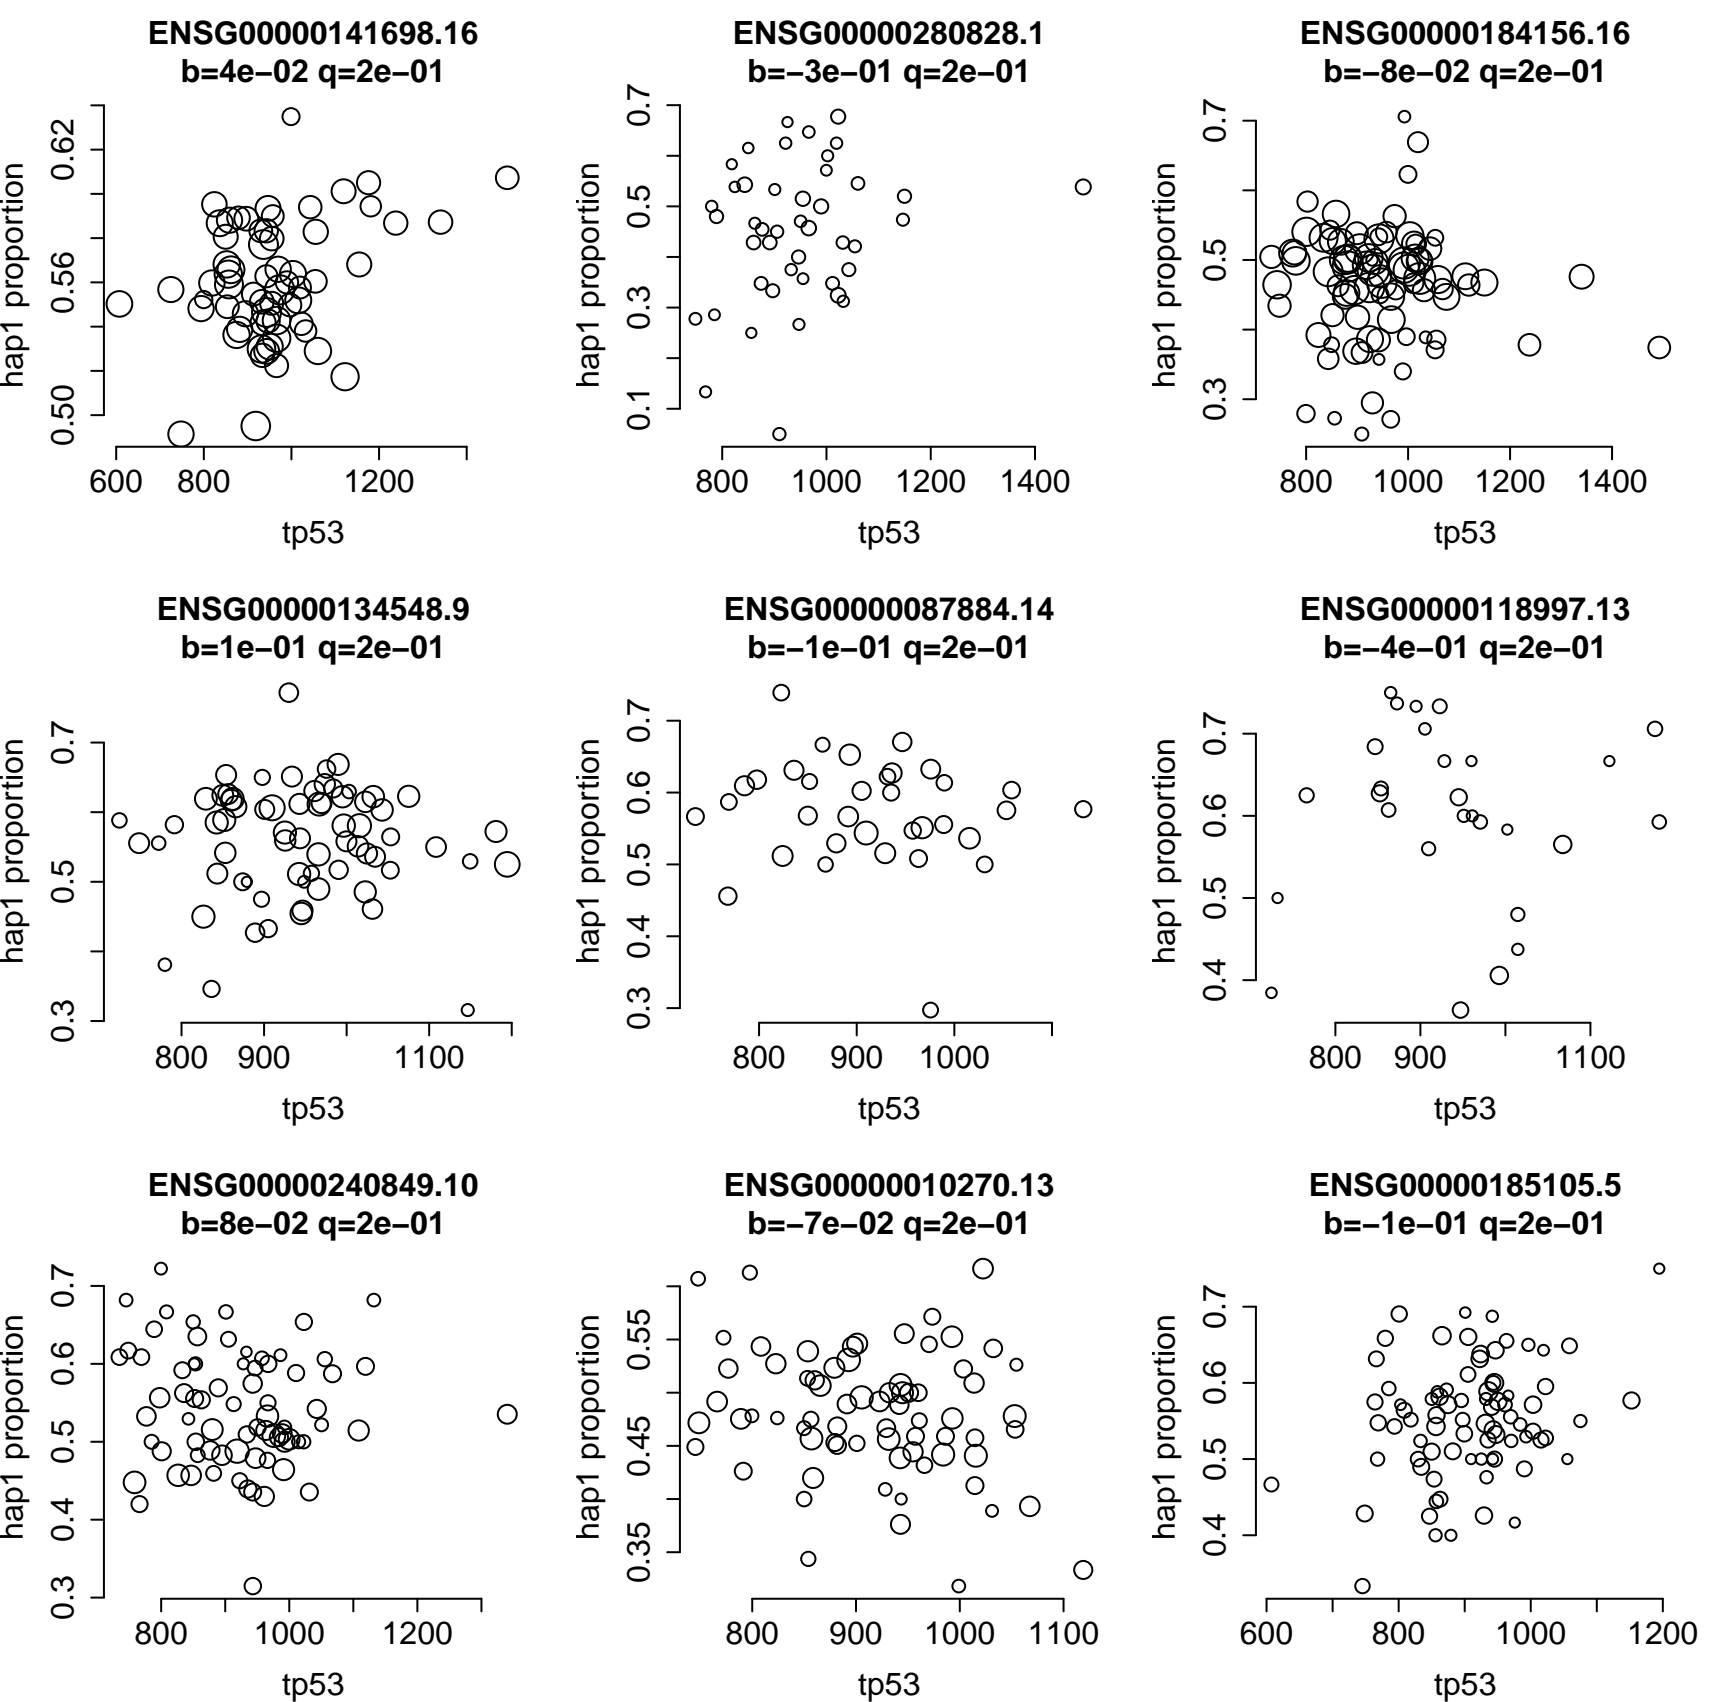 ENSG00000141698.16
b=4e−02 q=2e−01
hap1 proportion
0.50 0.56 0.62
600 800 1200
tp53
ENSG00000280828.1
b=−3e−01 q=2e−01
hap1 proportion
0.1 0.3 0.5 0.7
800 1000 1200 1400
tp53
ENSG00000184156.16
b=−8e−02 q=2e−01
hap1 proportion
0.3 0.5 0.7
800 1000 1200 1400
tp53
ENSG00000134548.9
b=1e−01 q=2e−01
hap1 proportion
0.3 0.5 0.7
800 900 1100
tp53
ENSG00000087884.14
b=−1e−01 q=2e−01
hap1 proportion
0.3 0.4 0.5 0.6 0.7
800 900 1000
tp53
ENSG00000118997.13
b=−4e−01 q=2e−01
hap1 proportion
0.4 0.5 0.6 0.7
800 900 1100
tp53
ENSG00000240849.10
b=8e−02 q=2e−01
hap1 proportion
0.3 0.4 0.5 0.6 0.7
800 1000 1200
tp53
ENSG00000010270.13
b=−7e−02 q=2e−01
hap1 proportion
0.35 0.45 0.55
800 900 1000 1100
tp53
ENSG00000185105.5
b=−1e−01 q=2e−01
hap1 proportion
0.4 0.5 0.6 0.7
600 800 1000 1200
tp53